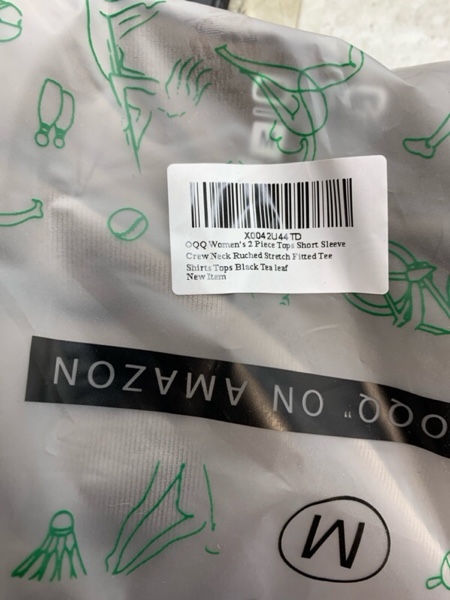 X0042U44TD
OQQ Women's 2 Piece Tops Short Sleeve
Crew Neck Ruched Stretch Fitted Tee
Shirts Tops Black Tea leaf
New Item
OQQ" ON AMAZON
M